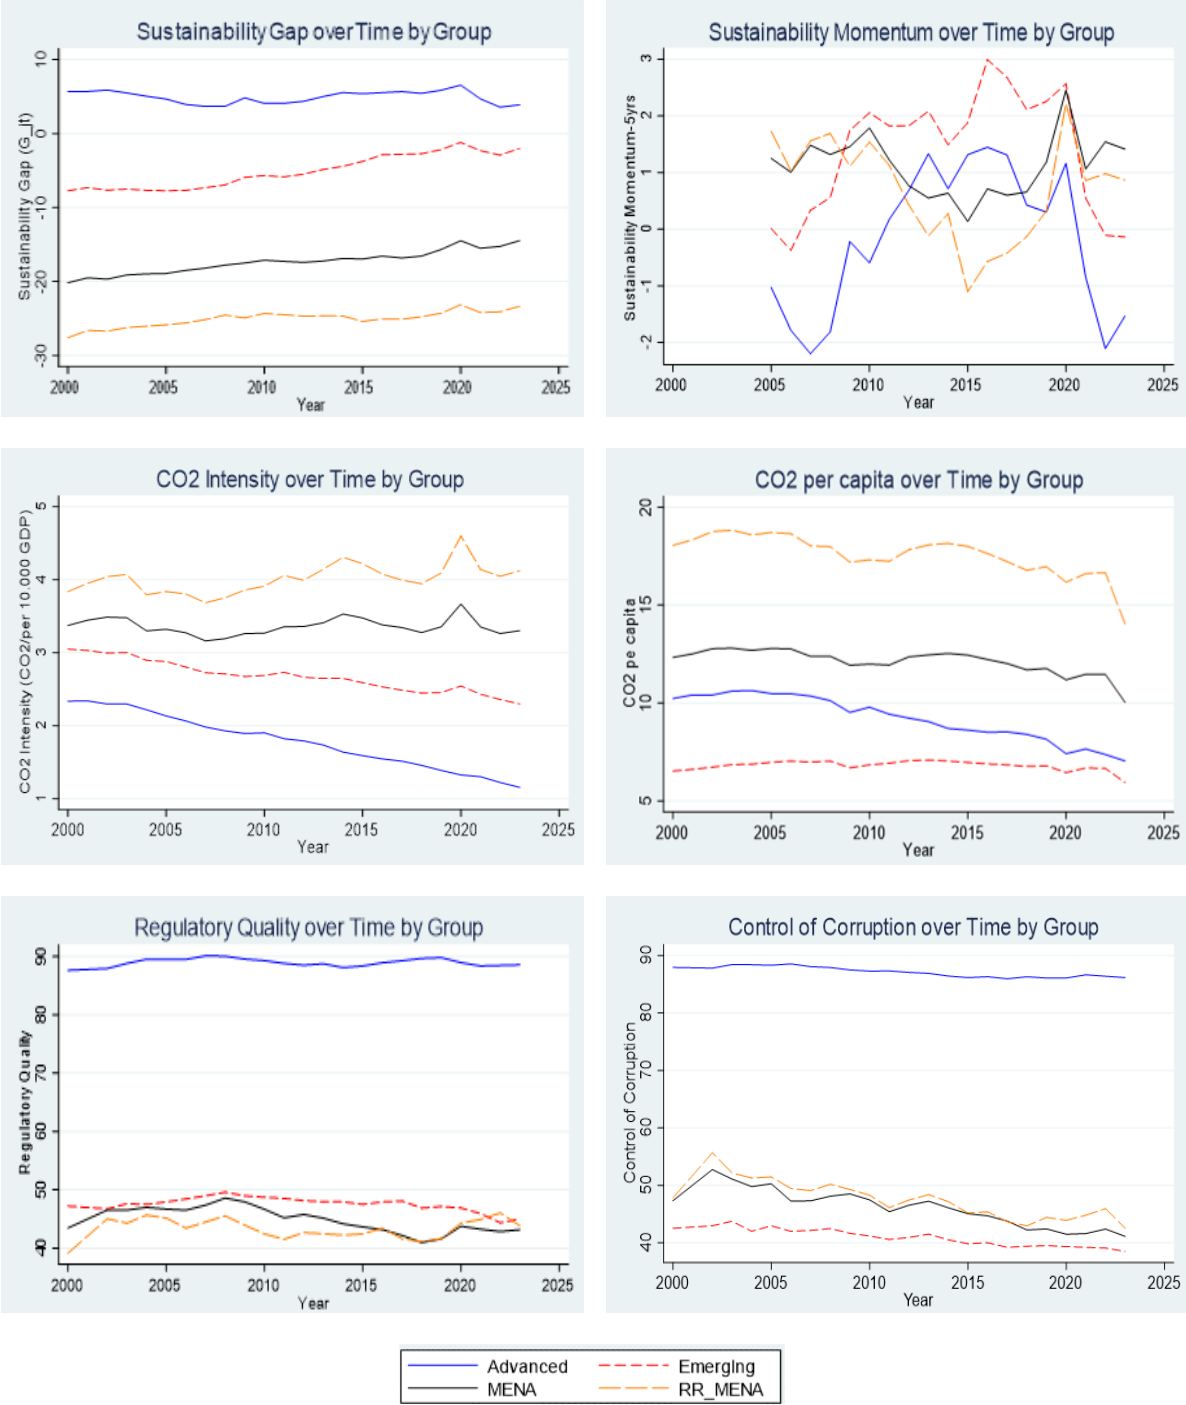 Sustainability Gap over Time by Group
Sustainability Gap (G_jt)
10
0
-10
-20
-30
2000 2005 2010 2015 2020 2025
Year
Sustainability Momentum over Time by Group
Sustainability Momentum-5yrs
3
2
1
0
-1
-2
2000 2005 2010 2015 2020 2025
Year
CO2 Intensity over Time by Group
CO2 Intensity (CO2/per 10.000 GDP)
5
4
3
2
1
2000 2005 2010 2015 2020 2025
Year
CO2 per capita over Time by Group
CO2 pe capita
20
15
10
5
2000 2005 2010 2015 2020 2025
Year
Regulatory Quality over Time by Group
Regulatory Quality
90
80
70
60
50
40
2000 2005 2010 2015 2020 2025
Year
Control of Corruption over Time by Group
Control of Corruption
90
80
70
60
50
40
2000 2005 2010 2015 2020 2025
Year
Advanced Emerging
MENA RR_MENA